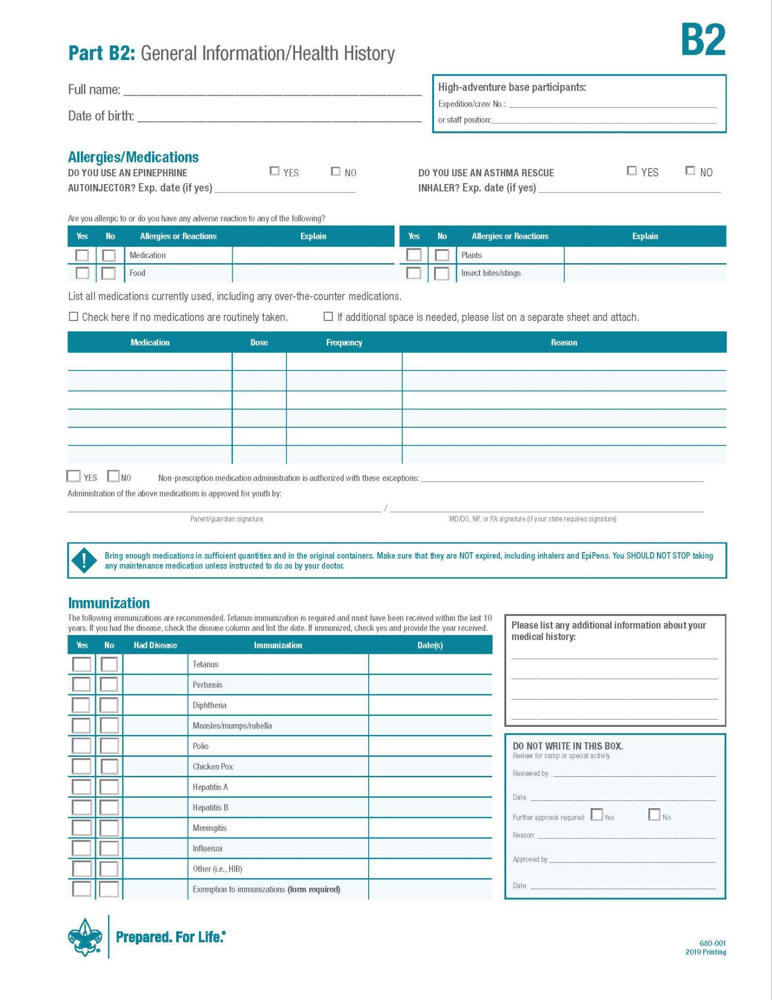 B2
Part B2: General Information/Health History
Full name:
Date of birth:
High-adventure base participants:
Expedition/crew No.:
or staff position:
Allergies/Medications
DO YOU USE AN EPINEPHRINE
AUTOINJECTOR? Exp. date (if yes)
YES NO
DO YOU USE AN ASTHMA RESCUE
INHALER? Exp. date (if yes)
YES NO
Are you allergic to or do you have any adverse reaction to any of the following?
Yes No Allergies or Reactions Explain
Medication
Food
Yes No Allergies or Reactions Explain
Plants
Insect bites/stings
List all medications currently used, including any over-the-counter medications.
Check here if no medications are routinely taken. If additional space is needed, please list on a separate sheet and attach.
Medication Dose Frequency Reason
YES NO Non-prescription medication administration is authorized with these exceptions:
Administration of the above medications is approved for youth by:
/
Parent/guardian signature MD/DO, NP, or PA signature (if your state requires signature)
!
Bring enough medications in sufficient quantities and in the original containers. Make sure that they are NOT expired, including inhalers and EpiPens. You SHOULD NOT STOP taking
any maintenance medication unless instructed to do so by your doctor.
Immunization
The following immunizations are recommended. Tetanus immunization is required and must have been received within the last 10
years. If you had the disease, check the disease column and list the date. If immunized, check yes and provide the year received.
Yes No Had Disease Immunization Date(s)
Tetanus
Pertussis
Diphtheria
Measles/mumps/rubella
Polio
Chicken Pox
Hepatitis A
Hepatitis B
Meningitis
Influenza
Other (i.e., HIB)
Exemption to immunizations (form required)
Please list any additional information about your
medical history:
DO NOT WRITE IN THIS BOX.
Review for camp or special activity.
Reviewed by:
Date:
Further approval required: Yes No
Reason:
Approved by:
Date:
Prepared. For Life.®
680-001
2019 Printing